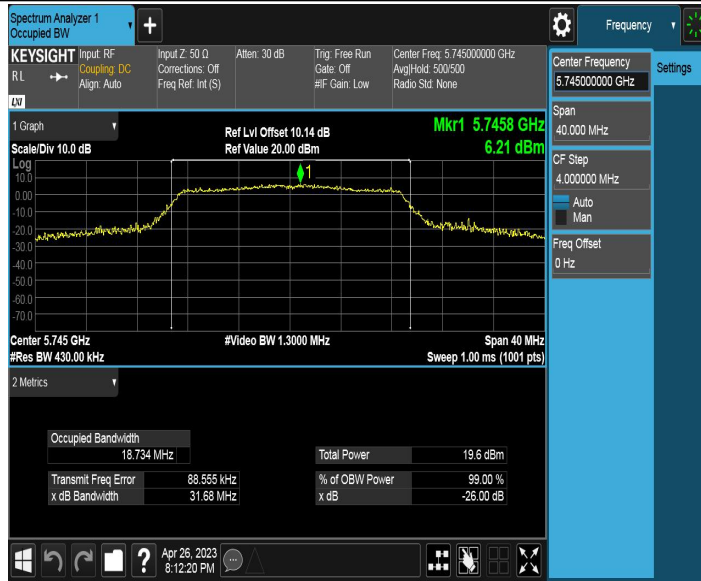 Spectrum Analyzer 1
Occupied BW
Frequency
KEYSIGHT
RL
LXI
Input: RF
Coupling: DC
Align: Auto
Input Z: 50 Ω
Corrections: Off
Freq Ref: Int (S)
Atten: 30 dB
Trig: Free Run
Gate: Off
#IF Gain: Low
Center Freq: 5.745000000 GHz
Avg|Hold: 500/500
Radio Std: None
Center Frequency
5.745000000 GHz
Settings
Span
40.000 MHz
CF Step
4.000000 MHz
Auto
Man
Freq Offset
0 Hz
1 Graph
Scale/Div 10.0 dB
Ref Lvl Offset 10.14 dB
Ref Value 20.00 dBm
Mkr1 5.7458 GHz
6.21 dBm
Log
10.0
0.00
-10.0
-20.0
-30.0
-40.0
-50.0
-60.0
-70.0
1
Center 5.745 GHz
#Res BW 430.00 kHz
#Video BW 1.3000 MHz
Span 40 MHz
Sweep 1.00 ms (1001 pts)
2 Metrics
Occupied Bandwidth
18.734 MHz
Total Power 19.6 dBm
Transmit Freq Error 88.555 kHz
% of OBW Power 99.00 %
x dB Bandwidth 31.68 MHz
x dB -26.00 dB
?
Apr 26, 2023
8:12:20 PM